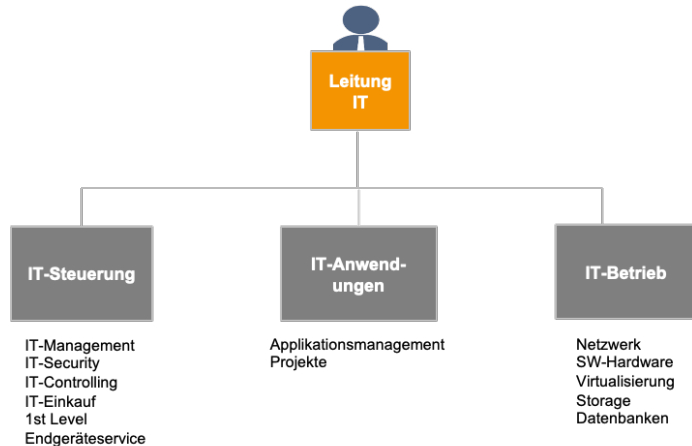 Leitung
IT
IT-Steuerung
IT-Anwend-
ungen
IT-Betrieb
IT-Management
IT-Security
IT-Controlling
IT-Einkauf
1st Level
Endgeräteservice
Applikationsmanagement
Projekte
Netzwerk
SW-Hardware
Virtualisierung
Storage
Datenbanken